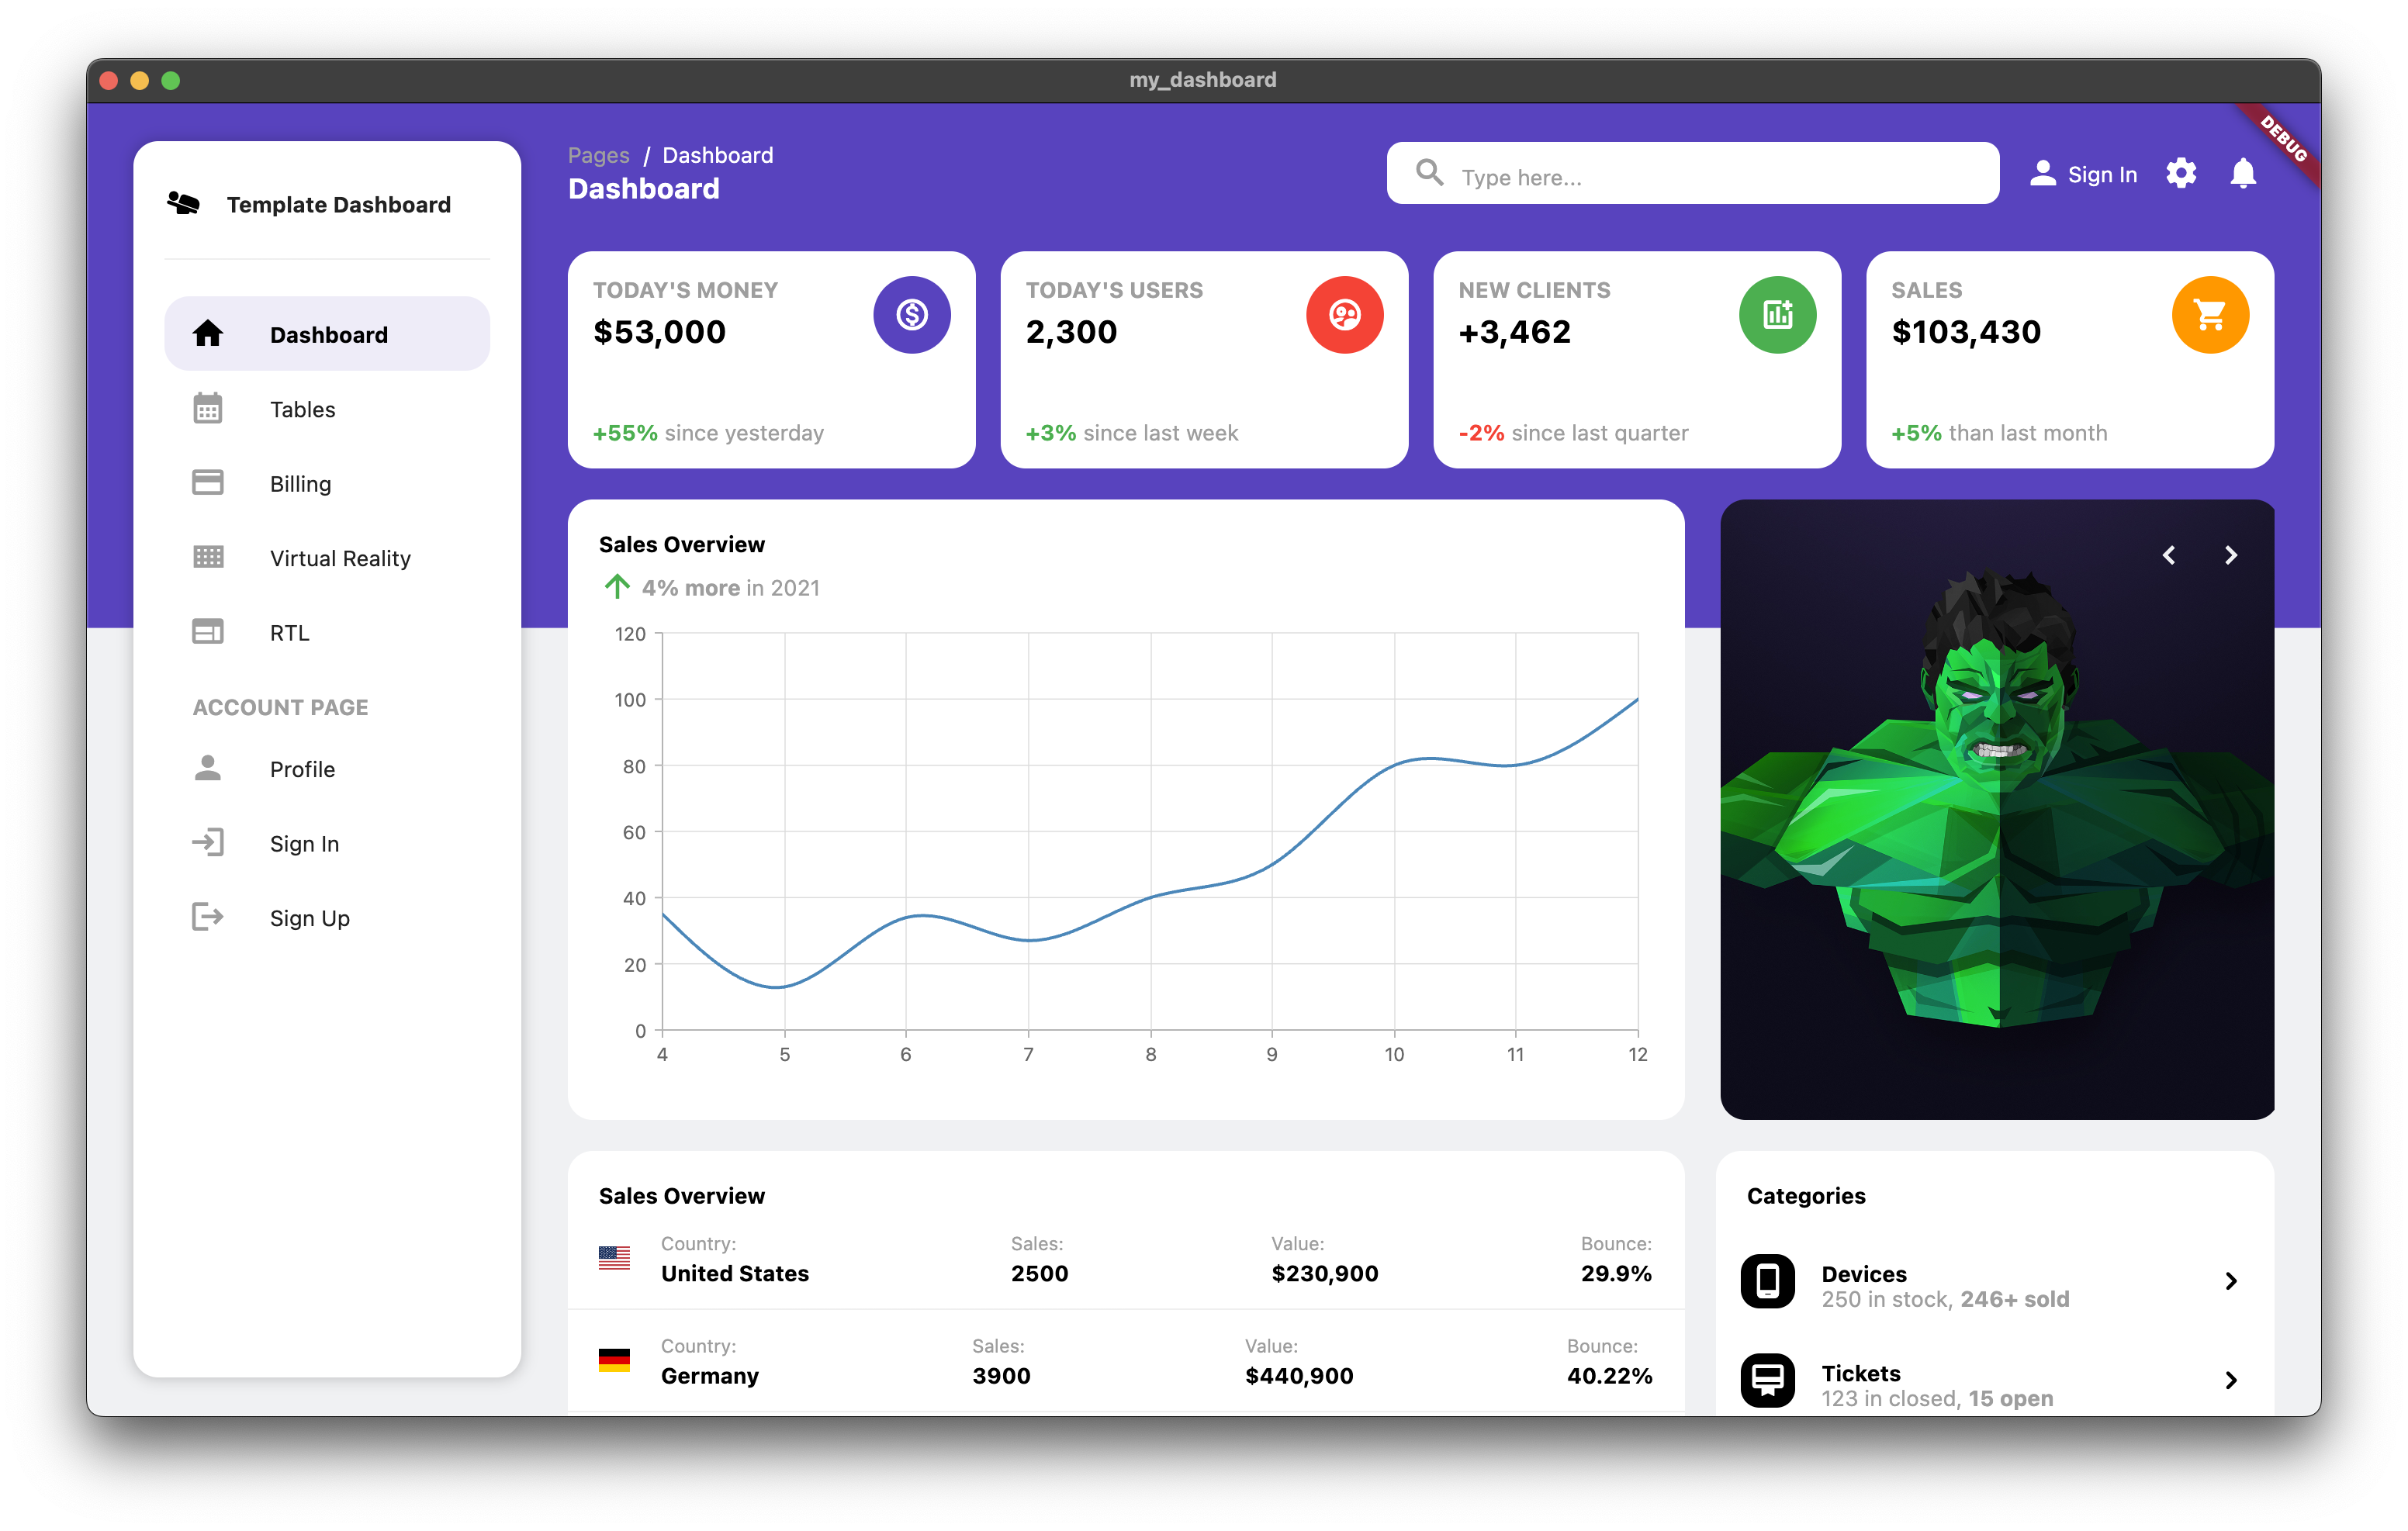 my_dashboard
DEBUG
Template Dashboard
Dashboard
Tables
Billing
Virtual Reality
RTL
ACCOUNT PAGE
Profile
Sign In
Sign Up
Pages / Dashboard
Dashboard
Type here...
Sign In
TODAY'S MONEY
$53,000
+55% since yesterday
TODAY'S USERS
2,300
+3% since last week
NEW CLIENTS
+3,462
-2% since last quarter
SALES
$103,430
+5% than last month
Sales Overview
4% more in 2021
120
100
80
60
40
20
0
4 5 6 7 8 9 10 11 12
Sales Overview
Country: Sales: Value: Bounce:
United States 2500 $230,900 29.9%
Country: Sales: Value: Bounce:
Germany 3900 $440,900 40.22%
Categories
Devices
250 in stock, 246+ sold
Tickets
123 in closed, 15 open